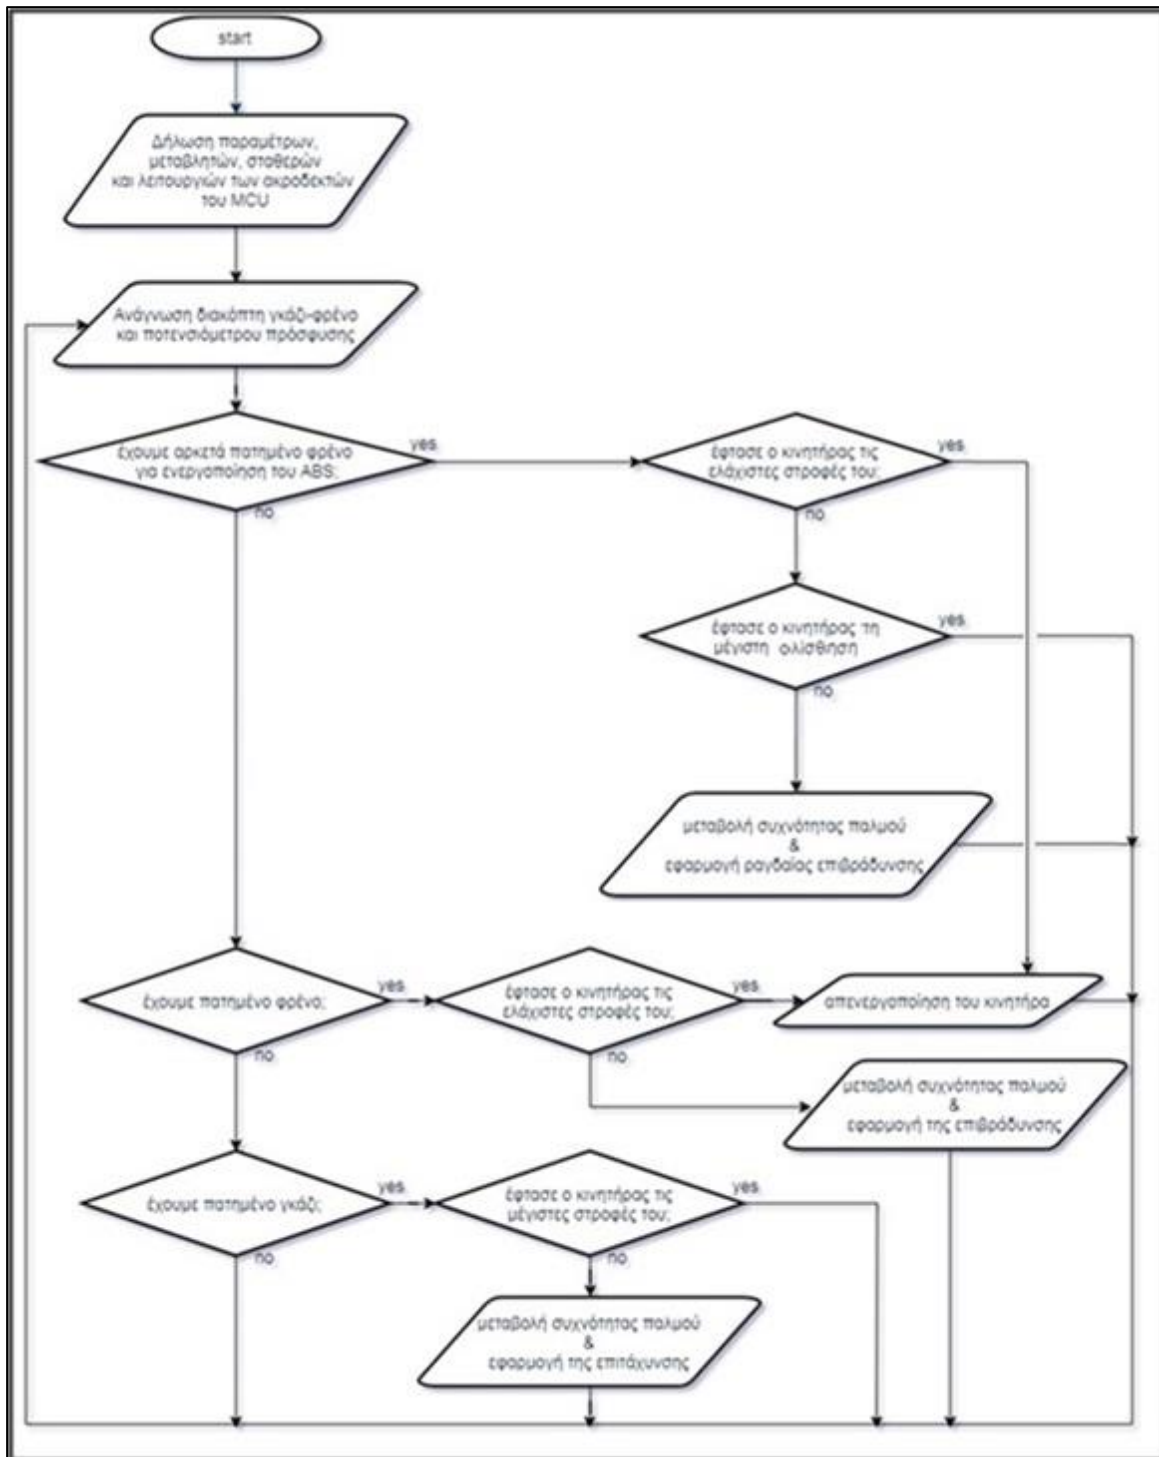 start
Δήλωση παραμέτρων,
μεταβλητών, σταθερών
και λειτουργιών των ακροδεκτών
του MCU
Ανάγνωση διακόπτη γκάζι-φρένο
και ποτενσιόμετρου πρόσφυσης
έχουμε αρκετά πατημένο φρένο
για ενεργοποίηση του ABS;
yes
no
έφτασε ο κινητήρας τις
ελάχιστες στροφές του;
yes
no
έφτασε ο κινητήρας τη
μέγιστη ολίσθηση
yes
no
μεταβολή συχνότητας παλμού
&
εφαρμογή ραγδαίας επιβράδυνσης
έχουμε πατημένο φρένο;
yes
no
έφτασε ο κινητήρας τις
ελάχιστες στροφές του;
yes
no
απενεργοποίηση του κινητήρα
μεταβολή συχνότητας παλμού
&
εφαρμογή της επιβράδυνσης
έχουμε πατημένο γκάζι;
yes
no
έφτασε ο κινητήρας τις
μέγιστες στροφές του;
yes
no
μεταβολή συχνότητας παλμού
&
εφαρμογή της επιτάχυνσης